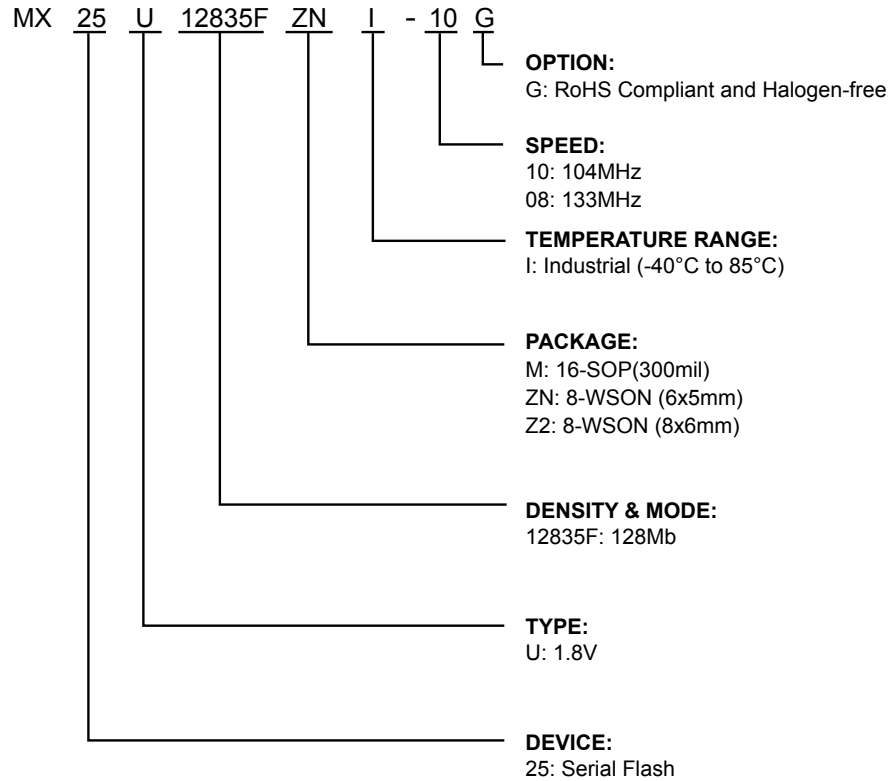 MX 25 U 12835F ZN I - 10 G
OPTION:
G: RoHS Compliant and Halogen-free
SPEED:
10: 104MHz
08: 133MHz
TEMPERATURE RANGE:
I: Industrial (-40°C to 85°C)
PACKAGE:
M: 16-SOP(300mil)
ZN: 8-WSON (6x5mm)
Z2: 8-WSON (8x6mm)
DENSITY & MODE:
12835F: 128Mb
TYPE:
U: 1.8V
DEVICE:
25: Serial Flash